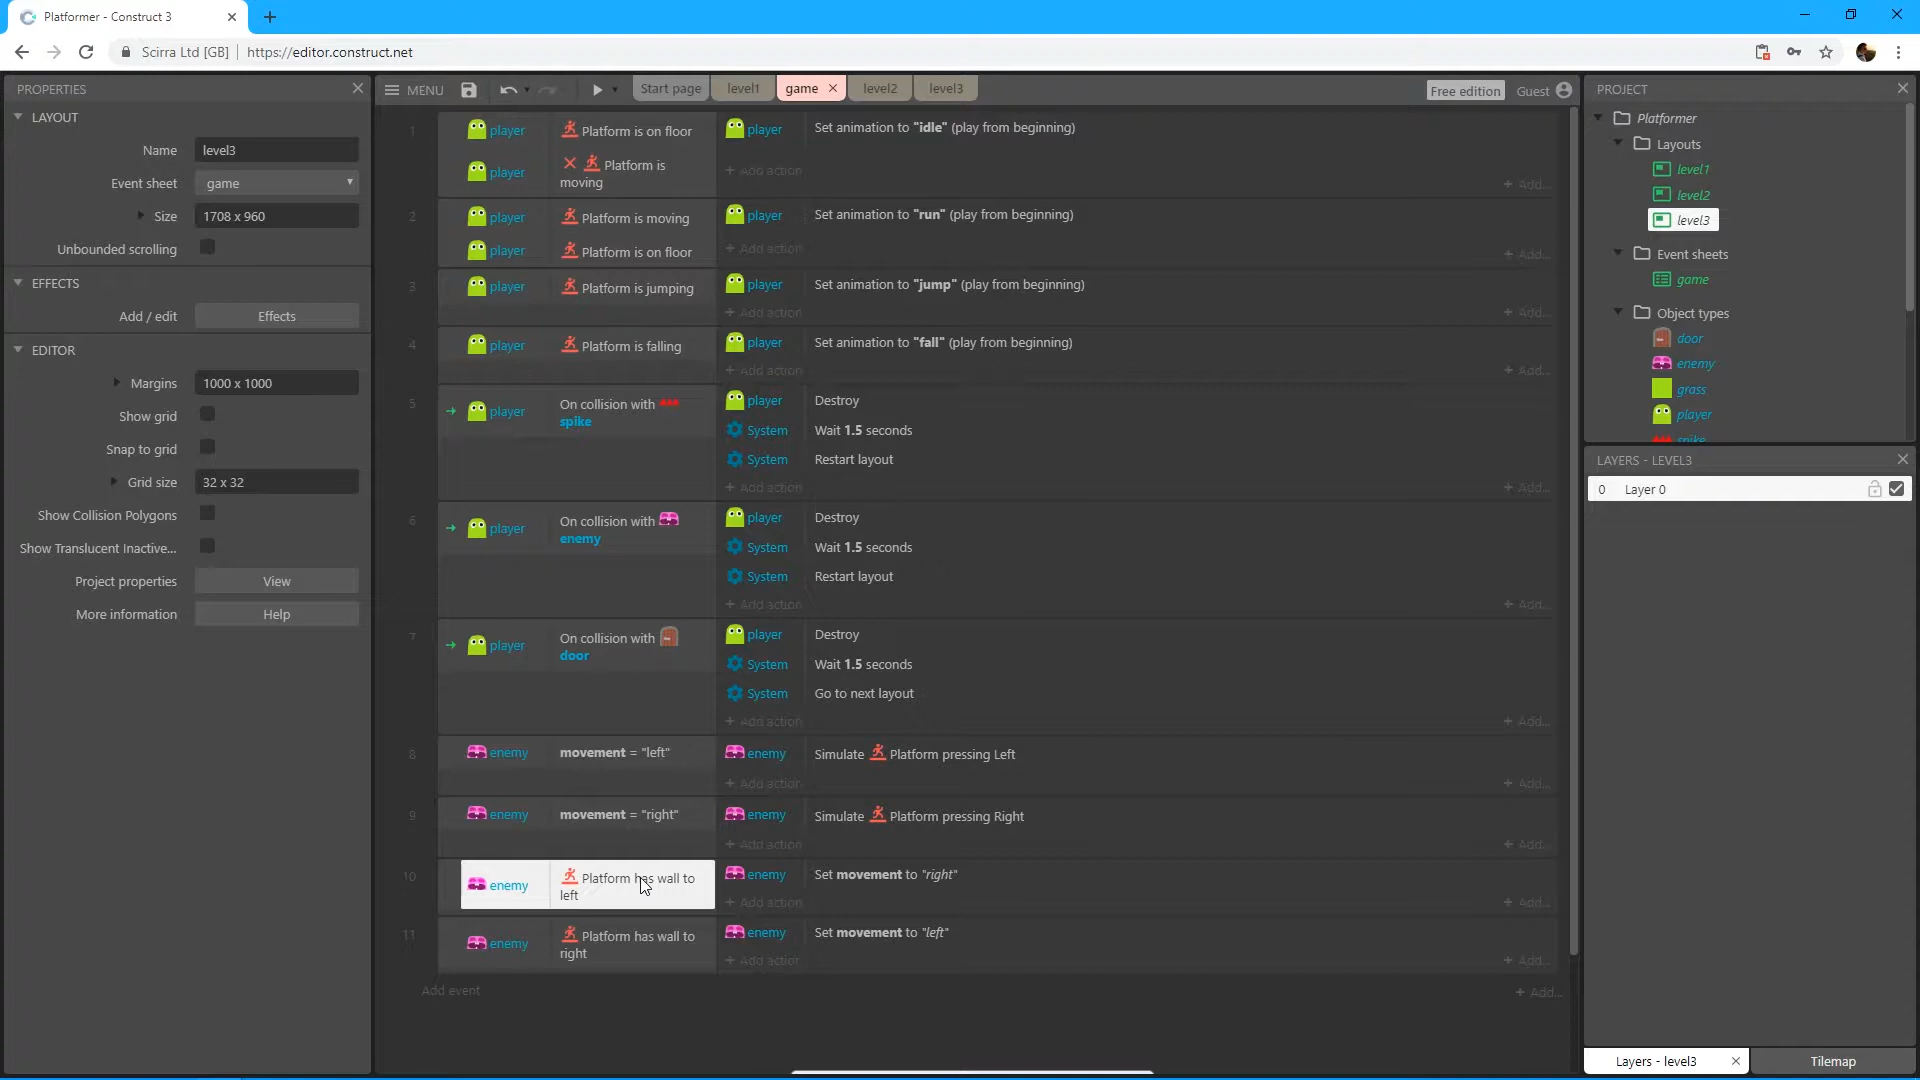 Platformer - Construct 3
Scirra Ltd [GB] | https://editor.construct.net
PROPERTIES
LAYOUT
Name level3
Event sheet game
Size 1708 x 960
Unbounded scrolling
EFFECTS
Add / edit Effects
EDITOR
Margins 1000 x 1000
Show grid
Snap to grid
Grid size 32 x 32
Show Collision Polygons
Show Translucent Inactive...
Project properties View
More information Help
MENU
Start page level1 game level2 level3
Free edition Guest
1 player Platform is on floor player Set animation to "idle" (play from beginning)
player Platform is
moving
+ Add action + Add...
2 player Platform is moving player Set animation to "run" (play from beginning)
player Platform is on floor + Add action + Add...
3 player Platform is jumping player Set animation to "jump" (play from beginning)
+ Add action + Add...
4 player Platform is falling player Set animation to "fall" (play from beginning)
+ Add action + Add...
5 player On collision with
spike
player Destroy
System Wait 1.5 seconds
System Restart layout
+ Add action + Add...
6 player On collision with
enemy
player Destroy
System Wait 1.5 seconds
System Restart layout
+ Add action + Add...
7 player On collision with
door
player Destroy
System Wait 1.5 seconds
System Go to next layout
+ Add action + Add...
8 enemy movement = "left" enemy Simulate Platform pressing Left
+ Add action + Add...
9 enemy movement = "right" enemy Simulate Platform pressing Right
+ Add action + Add...
10 enemy Platform has wall to
left
enemy Set movement to "right"
+ Add action + Add...
11 enemy Platform has wall to
right
enemy Set movement to "left"
+ Add action + Add...
Add event + Add...
PROJECT
Platformer
Layouts
level1
level2
level3
Event sheets
game
Object types
door
enemy
grass
player
spike
LAYERS - LEVEL3
0 Layer 0
Layers - level3 Tilemap